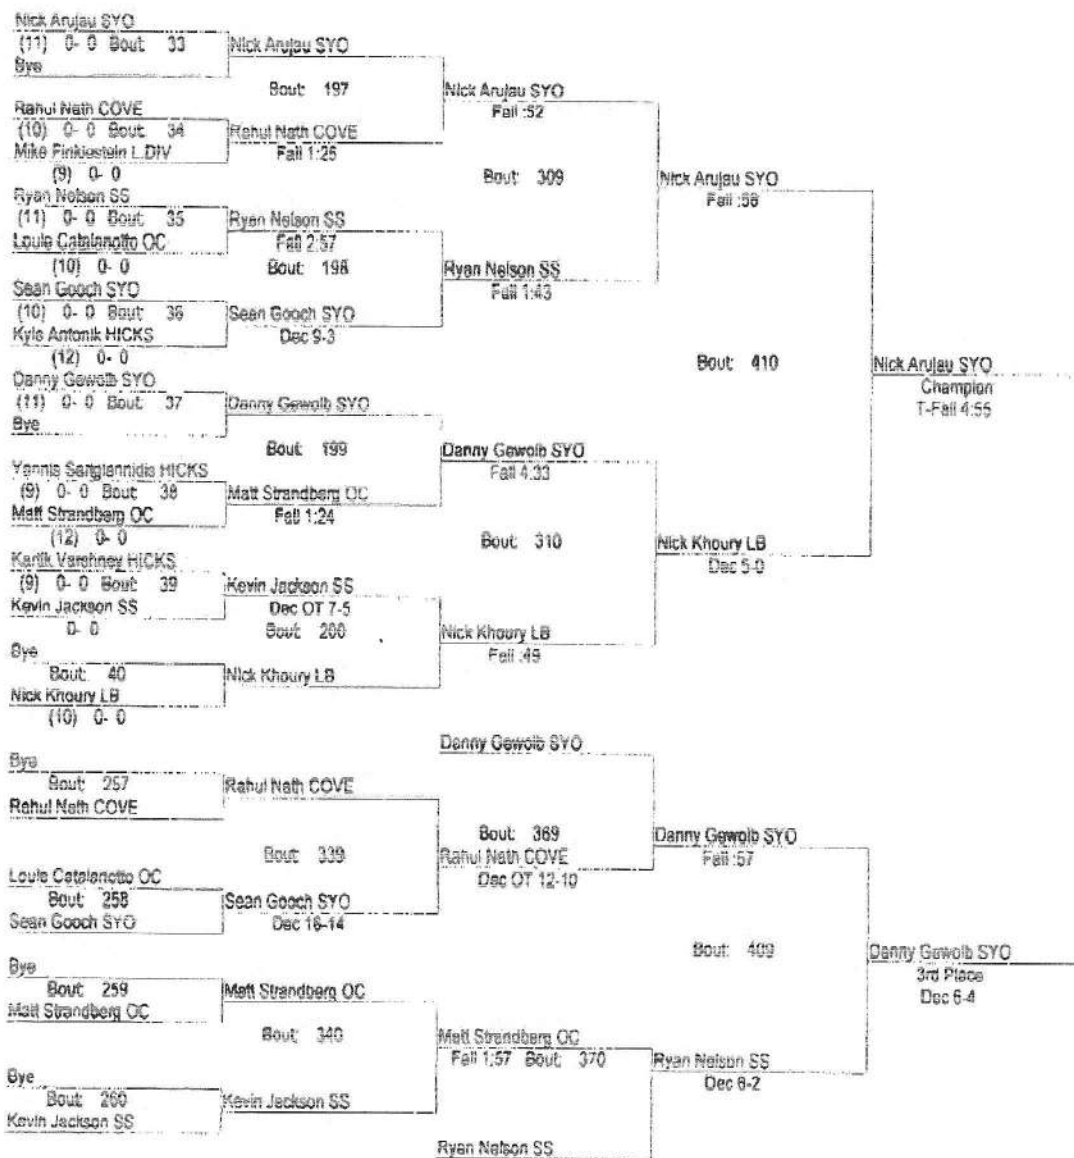 Nick Arujau SYO
(11) 0- 0 Bout: 33
Bye
Nick Arujau SYO
Bout: 197
Rahul Nath COVE
(10) 0- 0 Bout: 34
Mike Finklestein L.DIV
(9) 0- 0
Rahul Nath COVE
Fall 1:25
Nick Arujau SYO
Fall :52
Bout: 309
Ryan Nelson SS
(11) 0- 0 Bout: 35
Louie Catalanotto OC
(10) 0- 0
Ryan Nelson SS
Fall 2:57
Bout: 198
Sean Gooch SYO
(10) 0- 0 Bout: 36
Kyle Antonik HICKS
(12) 0- 0
Sean Gooch SYO
Dec 9-3
Ryan Nelson SS
Fall 1:43
Nick Arujau SYO
Fall :58
Bout: 410
Nick Arujau SYO
Champion
T-Fall 4:55
Danny Gewolb SYO
(11) 0- 0 Bout: 37
Bye
Danny Gewolb SYO
Bout: 199
Yannis Sangiannidis HICKS
(9) 0- 0 Bout: 38
Matt Strandberg OC
(12) 0- 0
Matt Strandberg OC
Fall 1:24
Danny Gewolb SYO
Fall 4:33
Bout: 310
Kartik Varshney HICKS
(9) 0- 0 Bout: 39
Kevin Jackson SS
0- 0
Kevin Jackson SS
Dec OT 7-5
Bout: 200
Bye
Bout: 40
Nick Khoury LB
(10) 0- 0
Nick Khoury LB
Nick Khoury LB
Fall :49
Nick Khoury LB
Dec 5-0
Bye
Bout: 257
Rahul Nath COVE
Rahul Nath COVE
Bout: 339
Louie Catalanotto OC
Bout: 258
Sean Gooch SYO
Sean Gooch SYO
Dec 16-14
Danny Gewolb SYO
Bout: 369
Rahul Nath COVE
Dec OT 12-10
Danny Gewolb SYO
Fall :57
Bout: 409
Danny Gewolb SYO
3rd Place
Dec 6-4
Bye
Bout: 259
Matt Strandberg OC
Matt Strandberg OC
Bout: 340
Bye
Bout: 260
Kevin Jackson SS
Kevin Jackson SS
Matt Strandberg OC
Fall 1:57 Bout: 370
Ryan Nelson SS
Ryan Nelson SS
Dec 8-2